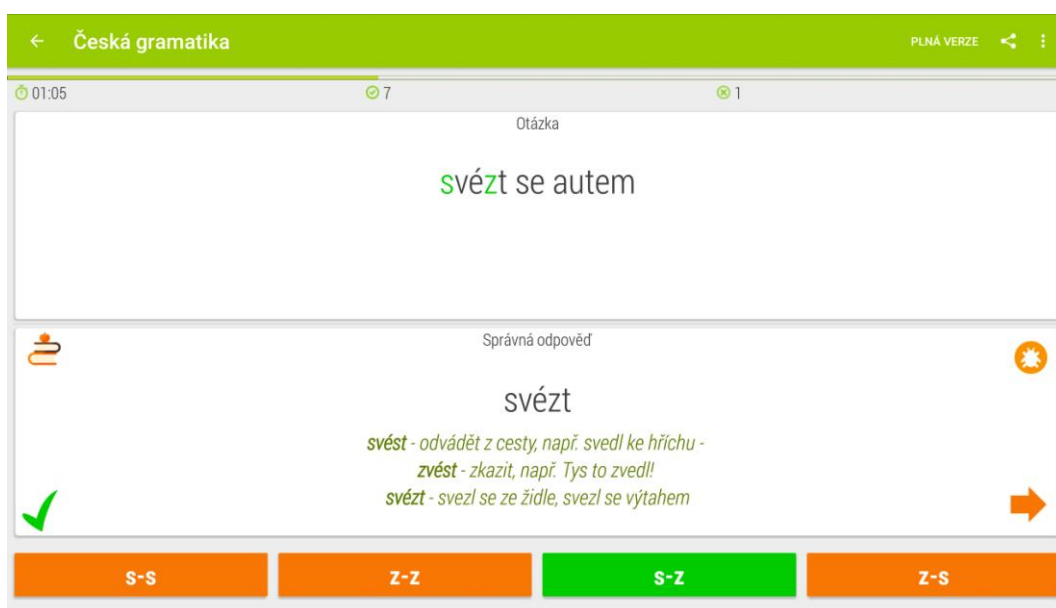 Česká gramatika
PLNÁ VERZE
01:05
7
1
Otázka
svézt se autem
Správná odpověď
svézt
svést - odvádět z cesty, např. svedl ke hříchu -
zvést - zkazit, např. Tys to zvedl!
svézt - svezl se ze židle, svezl se výtahem
s-s
z-z
s-z
z-s